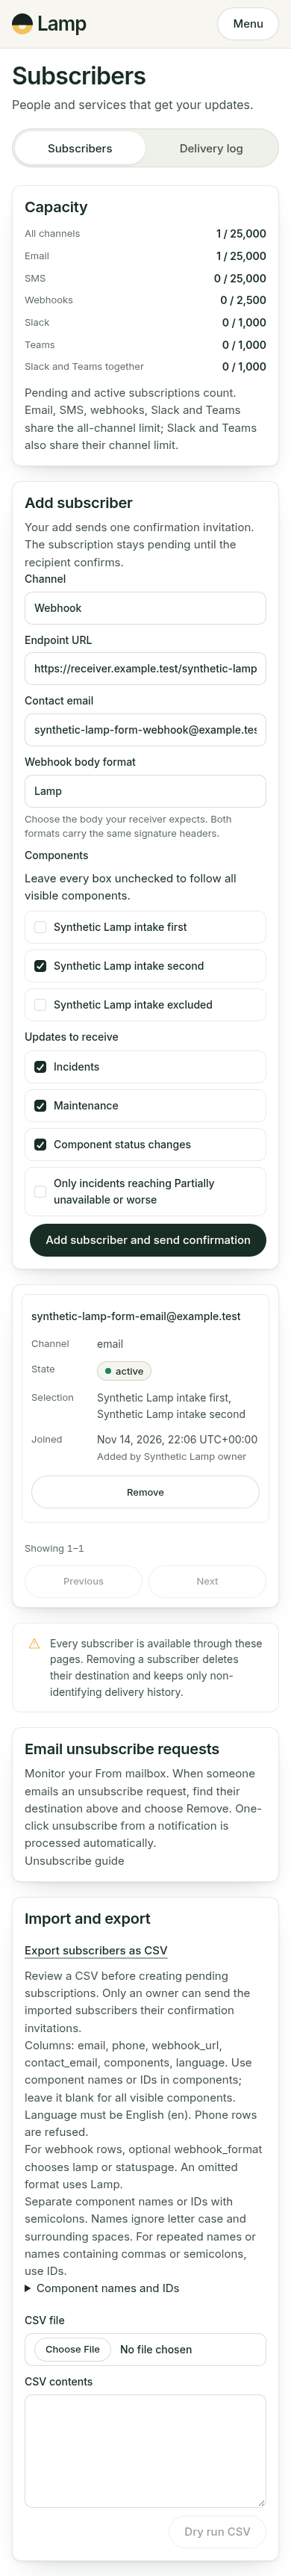 Lamp
Menu
Subscribers
People and services that get your updates.
Subscribers
Delivery log
Capacity
All channels 1 / 25,000
Email 1 / 25,000
SMS 0 / 25,000
Webhooks 0 / 2,500
Slack 0 / 1,000
Teams 0 / 1,000
Slack and Teams together 0 / 1,000
Pending and active subscriptions count.
Email, SMS, webhooks, Slack and Teams
share the all-channel limit; Slack and Teams
also share their channel limit.
Add subscriber
Your add sends one confirmation invitation.
The subscription stays pending until the
recipient confirms.
Channel
Webhook
Endpoint URL
https://receiver.example.test/synthetic-lamp
Contact email
synthetic-lamp-form-webhook@example.tes
Webhook body format
Lamp
Choose the body your receiver expects. Both
formats carry the same signature headers.
Components
Leave every box unchecked to follow all
visible components.
Synthetic Lamp intake first
Synthetic Lamp intake second
Synthetic Lamp intake excluded
Updates to receive
Incidents
Maintenance
Component status changes
Only incidents reaching Partially
unavailable or worse
Add subscriber and send confirmation
synthetic-lamp-form-email@example.test
Channel email
State active
Selection Synthetic Lamp intake first,
Synthetic Lamp intake second
Joined Nov 14, 2026, 22:06 UTC+00:00
Added by Synthetic Lamp owner
Remove
Showing 1–1
Previous
Next
Every subscriber is available through these
pages. Removing a subscriber deletes
their destination and keeps only non-
identifying delivery history.
Email unsubscribe requests
Monitor your From mailbox. When someone
emails an unsubscribe request, find their
destination above and choose Remove. One-
click unsubscribe from a notification is
processed automatically.
Unsubscribe guide
Import and export
Export subscribers as CSV
Review a CSV before creating pending
subscriptions. Only an owner can send the
imported subscribers their confirmation
invitations.
Columns: email, phone, webhook_url,
contact_email, components, language. Use
component names or IDs in components;
leave it blank for all visible components.
Language must be English (en). Phone rows
are refused.
For webhook rows, optional webhook_format
chooses lamp or statuspage. An omitted
format uses Lamp.
Separate component names or IDs with
semicolons. Names ignore letter case and
surrounding spaces. For repeated names or
names containing commas or semicolons,
use IDs.
Component names and IDs
CSV file
Choose File No file chosen
CSV contents
Dry run CSV